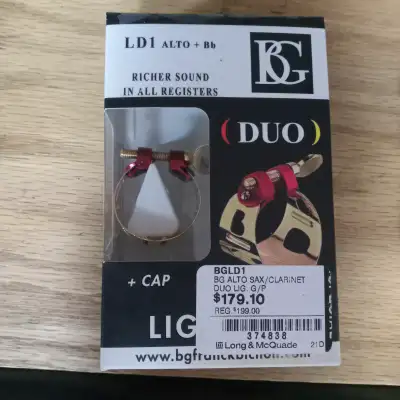 LD1 ALTO + Bb
BG
RICHER SOUND
IN ALL REGISTERS
(DUO)
+ CAP
LIG
BGLD1
BG ALTO SAX/CLARINET
DUO LIG. G/P
$179.10
REG.$199.00
374838
Long & McQuade
21D
www.bgfranckbichon.com